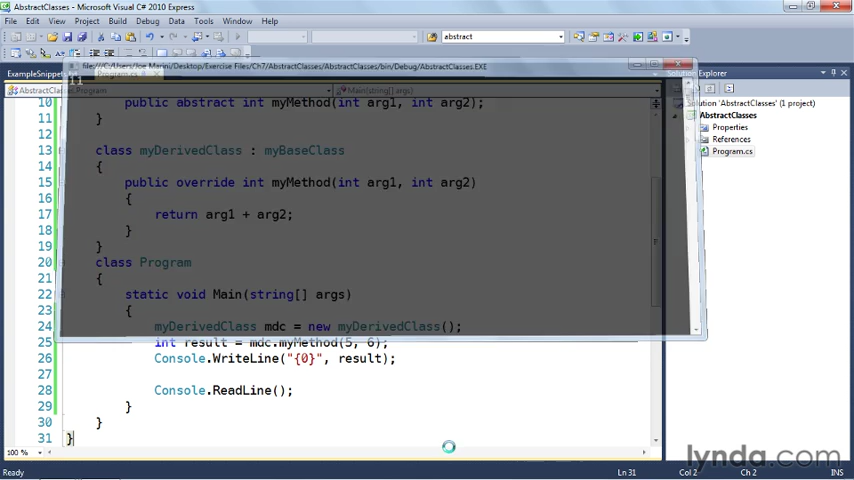 AbstractClasses - Microsoft Visual C# 2010 Express
File Edit View Project Build Debug Data Tools Window Help
abstract
file:///C:/Users/Joe Marini/Desktop/Exercise Files/Ch7/AbstractClasses/AbstractClasses/bin/Debug/AbstractClasses.EXE
11
ExampleSnippets Program.cs Solution Explorer
AbstractClasses.Program Main(string[] args)
10 public abstract int myMethod(int arg1, int arg2);
11 }
12
13 class myDerivedClass : myBaseClass
14 {
15 public override int myMethod(int arg1, int arg2)
16 {
17 return arg1 + arg2;
18 }
19 }
20 class Program
21 {
22 static void Main(string[] args)
23 {
24 myDerivedClass mdc = new myDerivedClass();
25 int result = mdc.myMethod(5, 6);
26 Console.WriteLine("{0}", result);
27
28 Console.ReadLine();
29 }
30 }
31 }
Solution 'AbstractClasses' (1 project)
AbstractClasses
Properties
References
Program.cs
100 %
lynda.com
Ready Ln 31 Col 2 Ch 2 INS